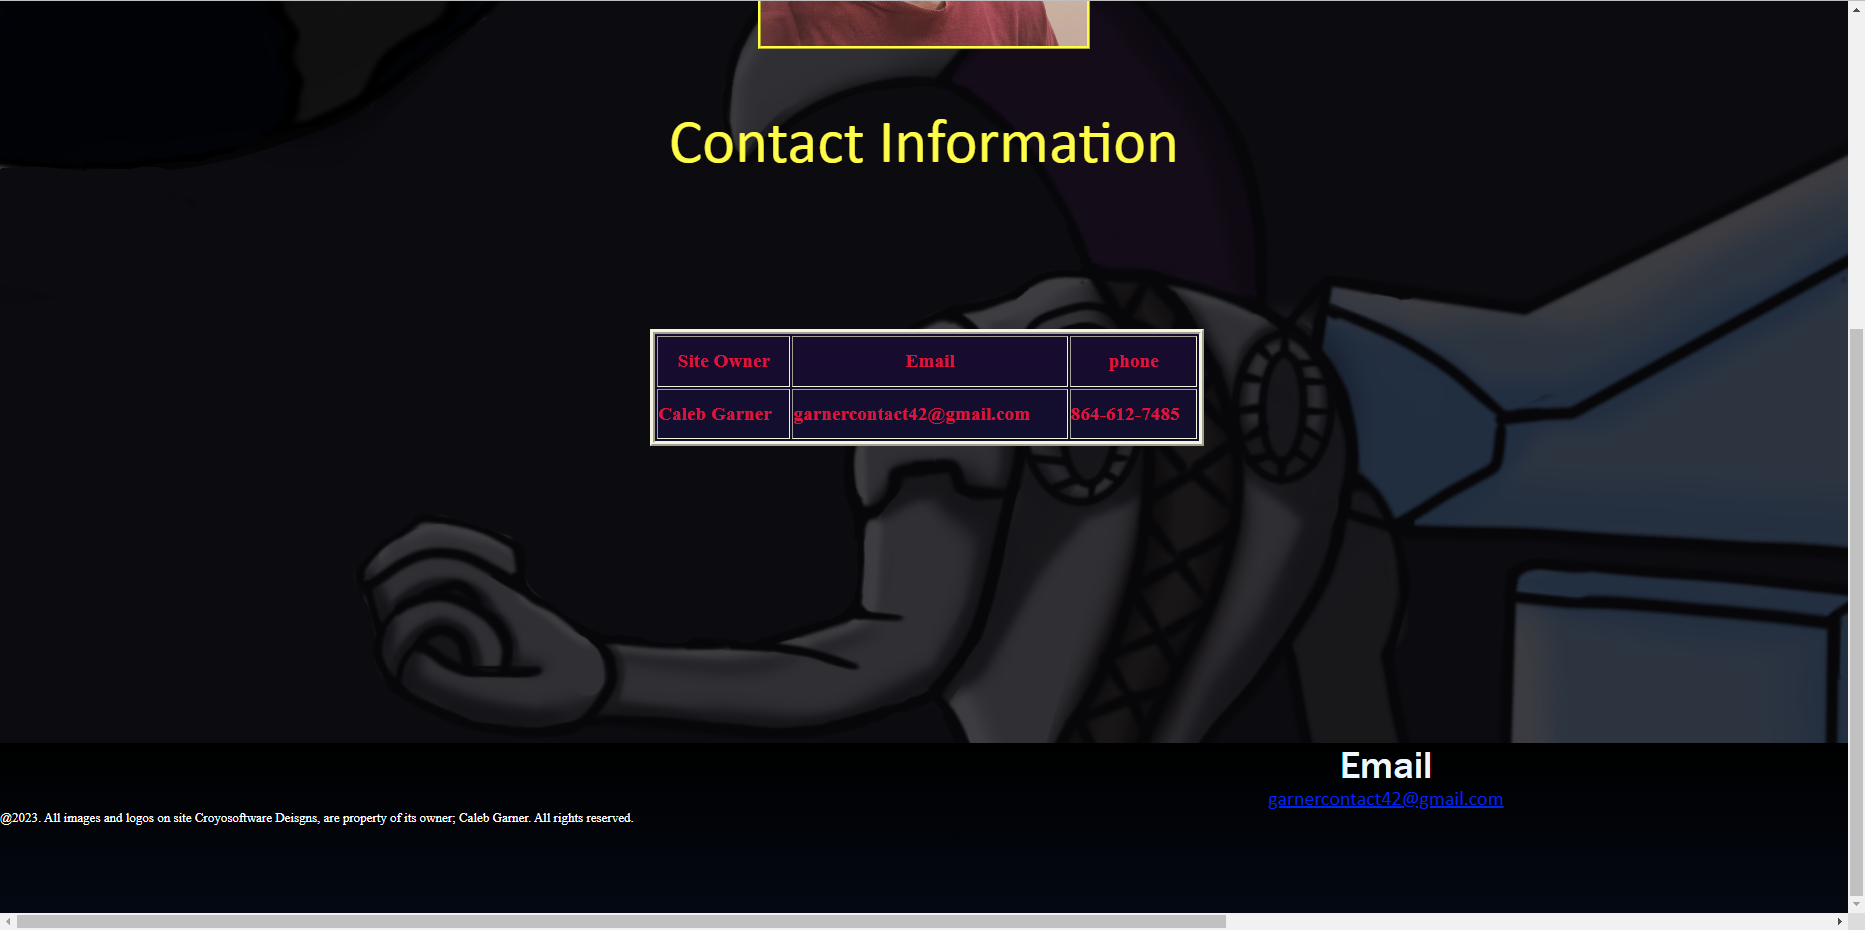 Contact Information
Site Owner Email phone
Caleb Garner garnercontact42@gmail.com 864-612-7485
Email
garnercontact42@gmail.com
@2023. All images and logos on site Croyosoftware Deisgns, are property of its owner; Caleb Garner. All rights reserved.